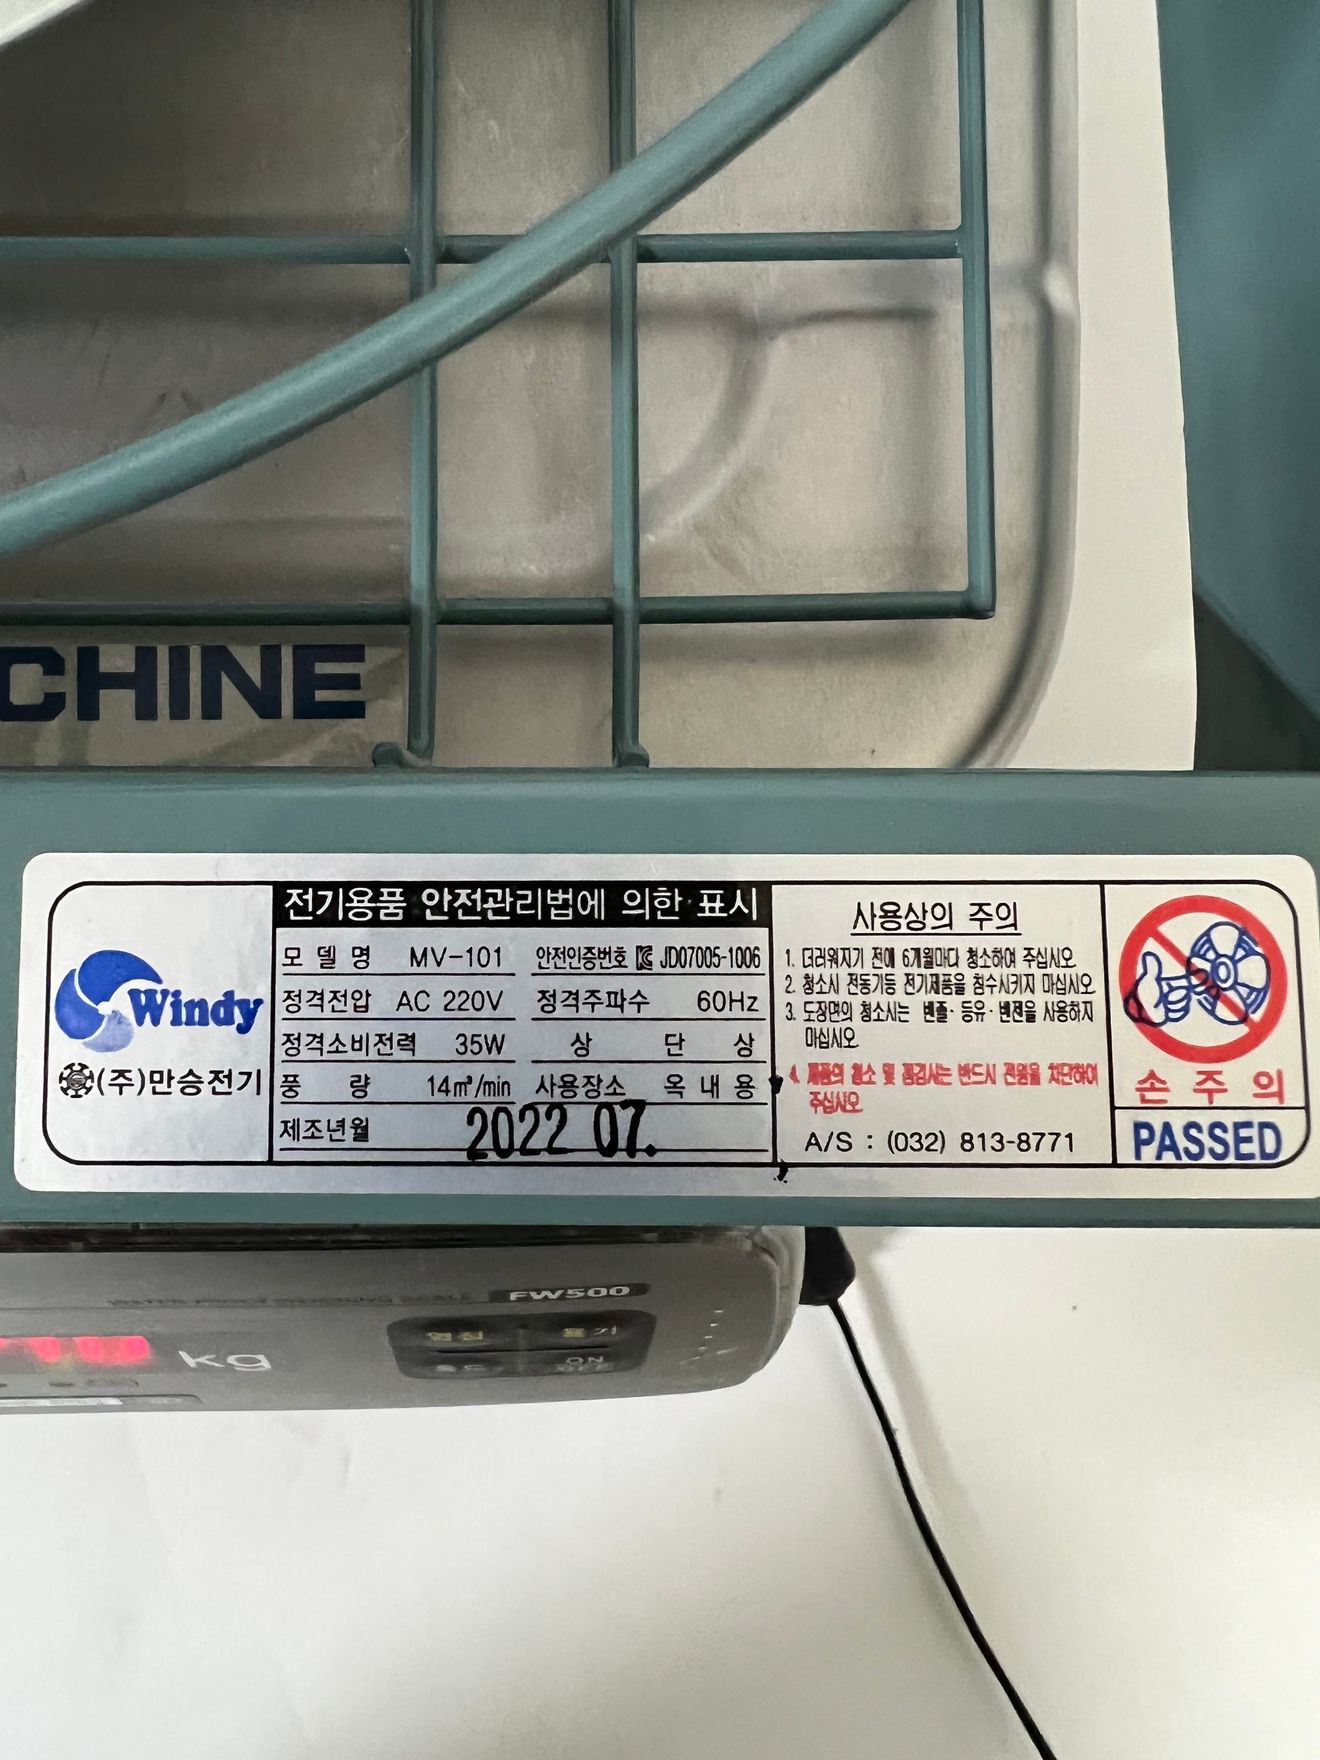 CHINE
Windy
(주)만승전기
전기용품 안전관리법에 의한 표시
모 델 명 MV-101 안전인증번호 JD07005-1006
정격전압 AC 220V 정격주파수 60Hz
정격소비전력 35W 상 단 상
풍 량 14㎥/min 사용장소 옥 내 용
제조년월 2022 07.
사용상의 주의
1. 더러워지기 전에 6개월마다 청소하여 주십시오.
2. 청소시 전동기등 전기제품을 침수시키지 마십시오
3. 도장면의 청소시는 벤졸·등유·벤젠을 사용하지
마십시오.
4. 제품의 청소 및 점검시는 반드시 전원을 차단하여
주십시오
A/S : (032) 813-8771
손 주 의
PASSED
FW500
kg
ON